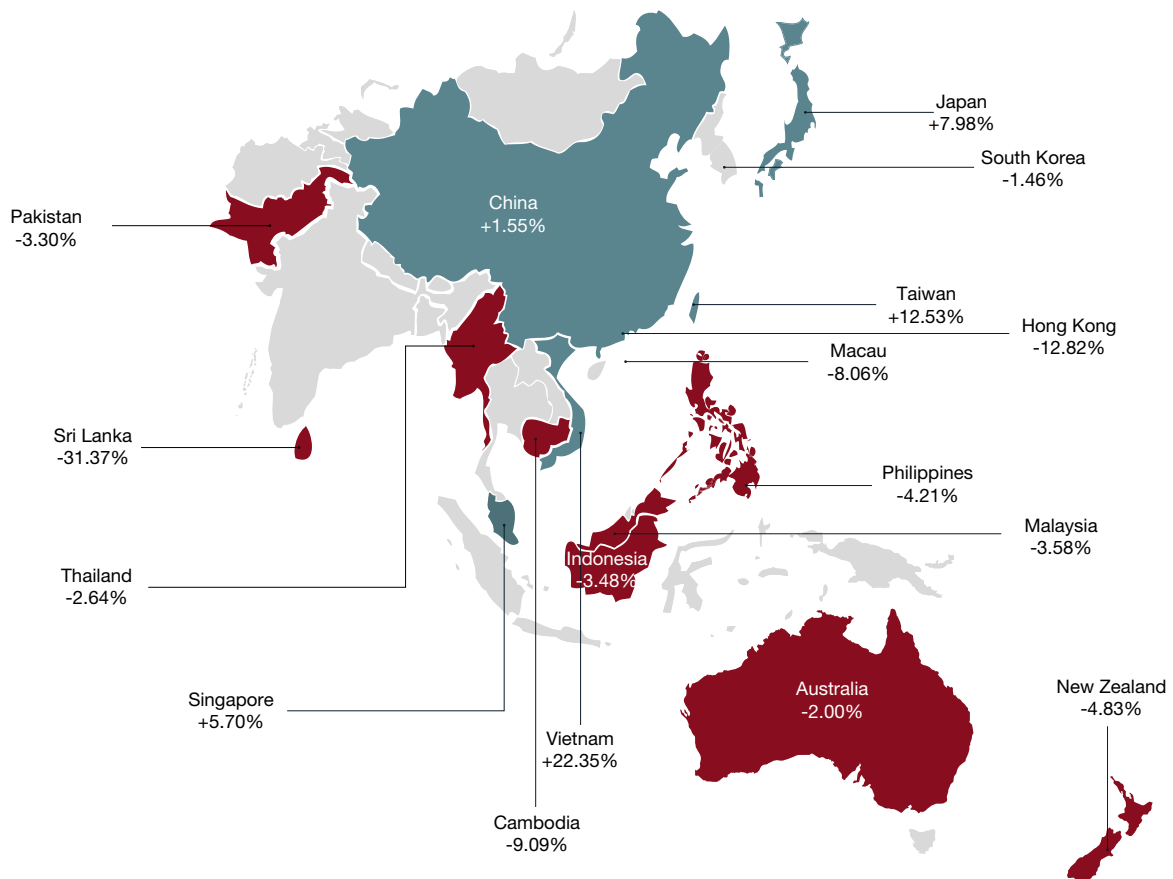 Japan
+7.98%
South Korea
-1.46%
China
+1.55%
Pakistan
-3.30%
Taiwan
+12.53%
Hong Kong
-12.82%
Macau
-8.06%
Sri Lanka
-31.37%
Philippines
-4.21%
Malaysia
-3.58%
Indonesia
-3.48%
Thailand
-2.64%
Singapore
+5.70%
Australia
-2.00%
New Zealand
-4.83%
Vietnam
+22.35%
Cambodia
-9.09%